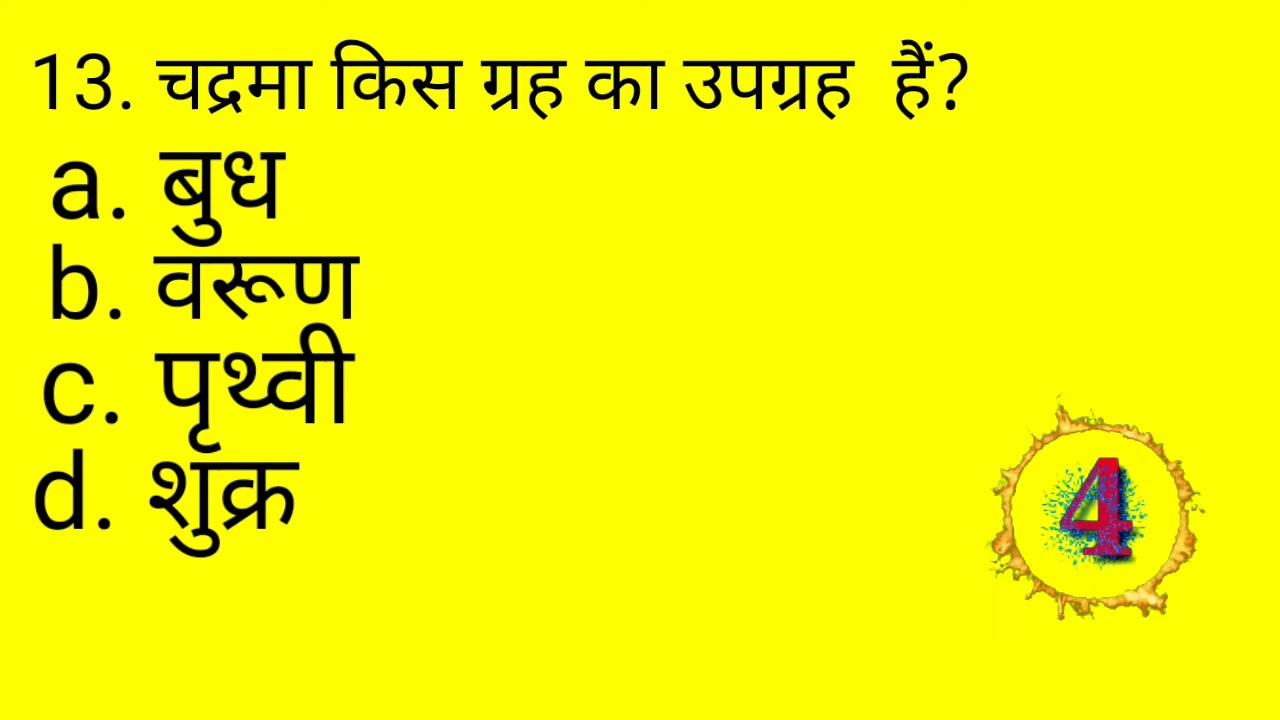 13. चद्रमा किस ग्रह का उपग्रह हैं?
a. बुध
b. वरूण
c. पृथ्वी
d. शुक्र
4